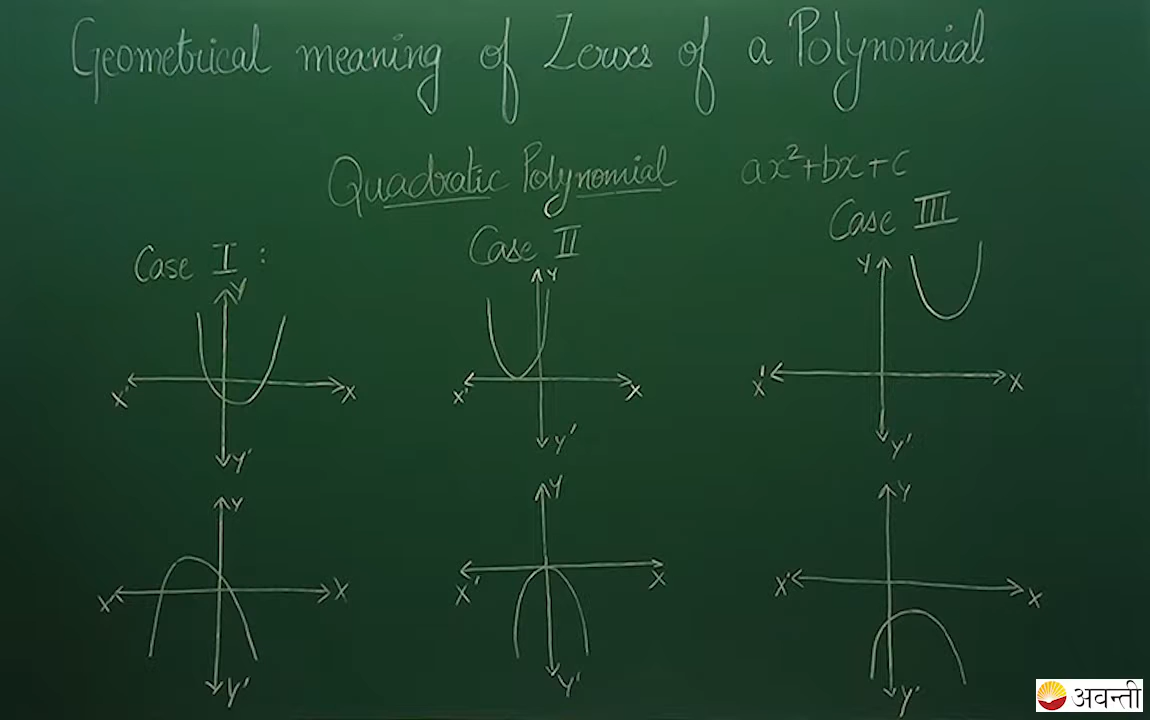 Geometrical meaning of Zeroes of a Polynomial
Quadratic Polynomial ax²+bx+c
Case I :
Case II
Case III
Y
X' X
Y'
Y
X' X
Y'
Y
X' X
Y'
Y
X' X
Y'
Y
X' X
Y'
Y
X' X
Y'
अवन्ती